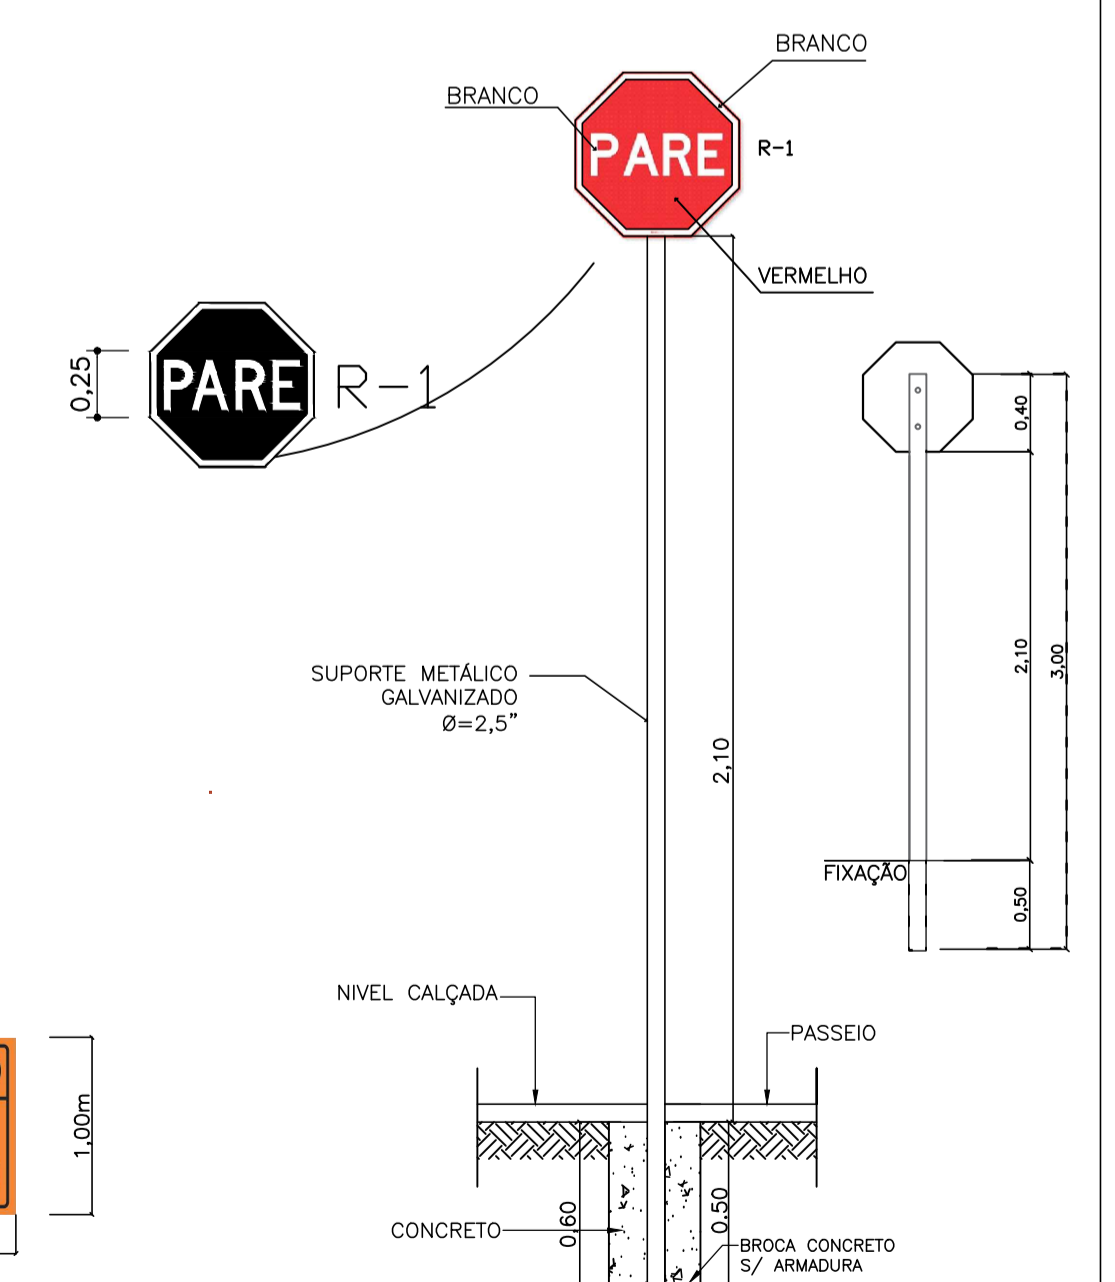 BRANCO
BRANCO
PARE
R-1
VERMELHO
0,25
PARE
R-1
0,40
SUPORTE METÁLICO
GALVANIZADO
Ø=2,5”
2,10
2,10
3,00
FIXAÇÃO
0,50
NIVEL CALÇADA
PASSEIO
1,00m
CONCRETO
0,60
0.50
BROCA CONCRETO
S/ ARMADURA